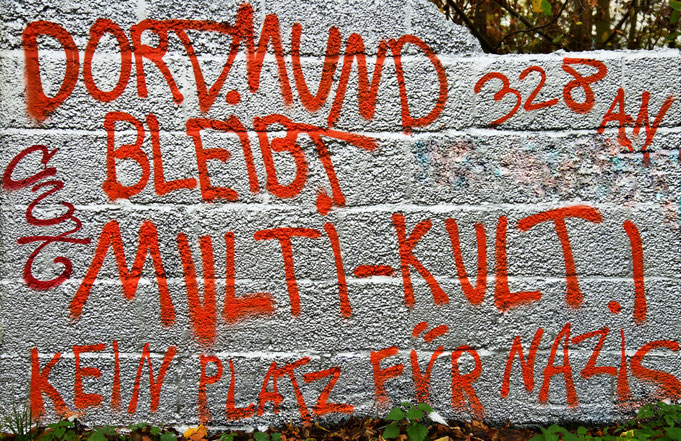 DORTMUND
328
AN
BLEIBT
MULTI-KULTI
KEIN PLATZ FÜR NAZIS